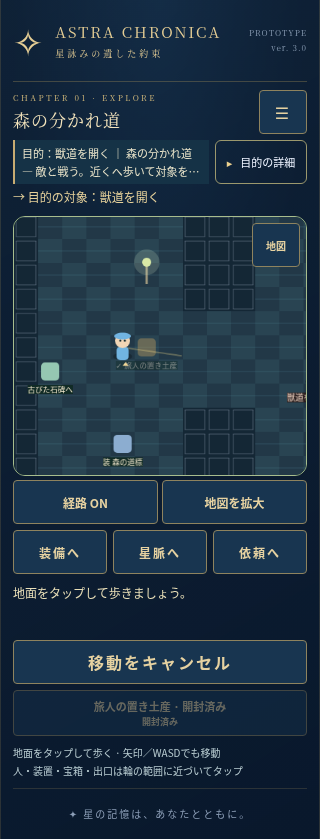 ASTRA CHRONICA
星詠みの遺した約束
PROTOTYPE
ver. 3.0
CHAPTER 01 · EXPLORE
森の分かれ道
☰
目的：獣道を開く ｜ 森の分かれ道
— 敵と戦う。近くへ歩いて対象を…
▸ 目的の詳細
→ 目的の対象：獣道を開く
地図
✓ 旅人の置き土産
古びた石碑へ
獣道
装 森の道標
経路 ON
地図を拡大
装備へ
星脈へ
依頼へ
地面をタップして歩きましょう。
移動をキャンセル
旅人の置き土産 · 開封済み
開封済み
地面をタップして歩く · 矢印／WASDでも移動
人・装置・宝箱・出口は輪の範囲に近づいてタップ
✦ 星の記憶は、あなたとともに。